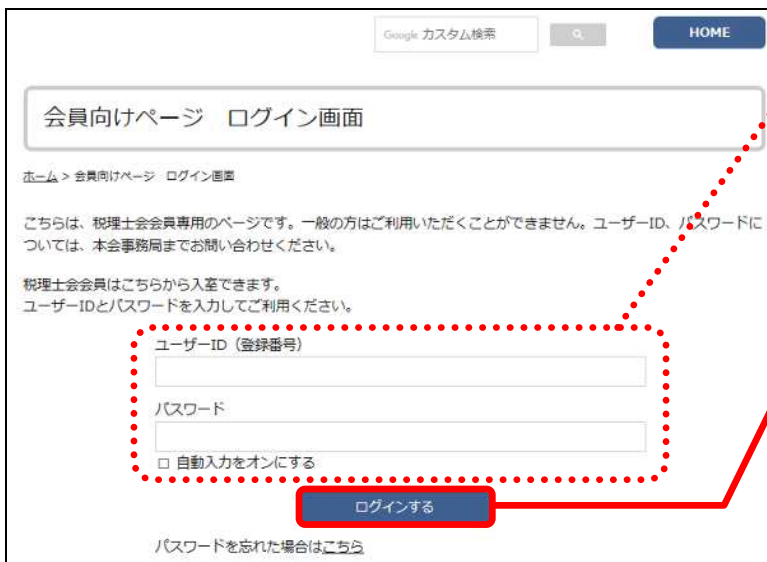 Google カスタム検索
HOME
会員向けページ　ログイン画面
ホーム > 会員向けページ　ログイン画面
こちらは、税理士会会員専用のページです。一般の方はご利用いただくことができません。ユーザーID、パスワードに
ついては、本会事務局までお問い合わせください。
税理士会会員はこちらから入室できます。
ユーザーIDとパスワードを入力してご利用ください。
ユーザーID（登録番号）
パスワード
自動入力をオンにする
ログインする
パスワードを忘れた場合はこちら